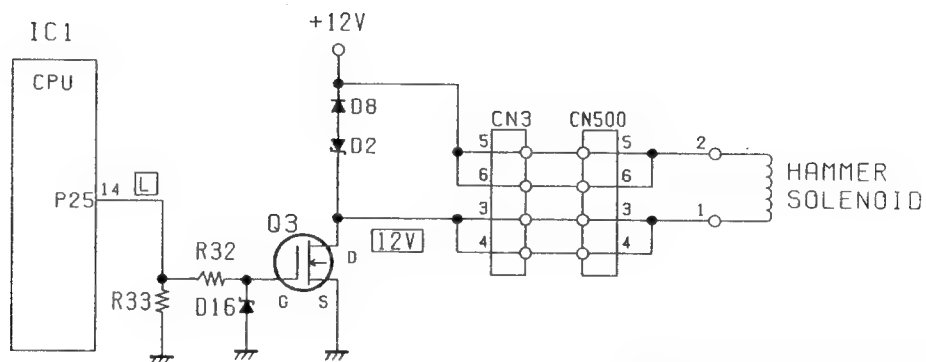 +12V
IC1
CPU
D8
D2
CN3
CN500
5
5
2
HAMMER
SOLENOID
6
6
14
L
P25
3
3
1
Q3
12V
4
4
D
R32
R33
D16
G
S